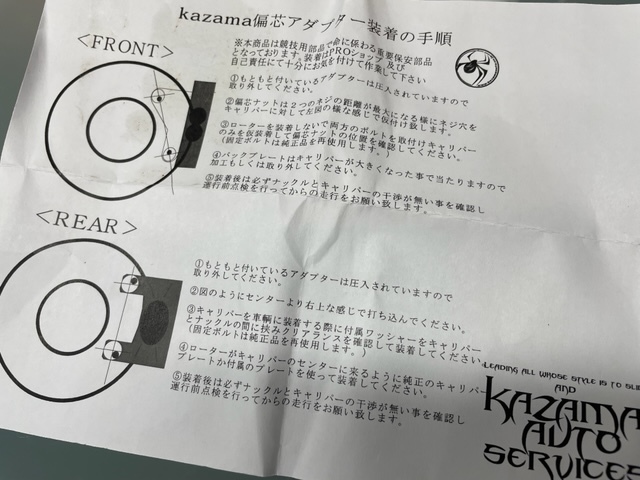 kazama偏芯アダプター装着の手順
<FRONT>
※本商品は競技用部品で命に係わる重要保安部品
となっております。装着はPROショップ 及び
自己責任にて十分にお気を付けて作業して下さい
①もともと付いているアダプターは圧入されていますので
取り外してください。
②偏芯ナットは２つのネジの距離が最大になる様にネジ穴を
キャリパーに対して左図の様な感じで仮付け致します。
③ローターを装着しないで両方のボルトを取付けキャリパー
のみを仮装着して偏芯ナットの位置を確認してください。
(固定ボルトは純正品を再使用します。)
④バックプレートはキャリパーが大きくなった事で当たりますので
加工もしくは取り外してください。
⑤装着後は必ずナックルとキャリパーの干渉が無い事を確認し
運行前点検を行ってからの走行をお願い致します。
<REAR>
①もともと付いているアダプターは圧入されていますので
取り外してください。
②図のようにセンターより右上な感じで打ち込んでください。
③キャリパーを車輌に装着する際に付属ワッシャーをキャリパー
とナックルの間に挟みクリアランスを確認して装着してください。
(固定ボルトは純正品を再使用します。)
④ローターがキャリパーのセンターに来るように純正のキャリパー
プレートか付属のプレートを使って装着してください。
⑤装着後は必ずナックルとキャリパーの干渉が無い事を確認し
運行前点検を行ってからの走行をお願い致します。
LEADING ALL WHOSE STYLE IS TO
AND
KAZAMA
AUTO
SERVICES